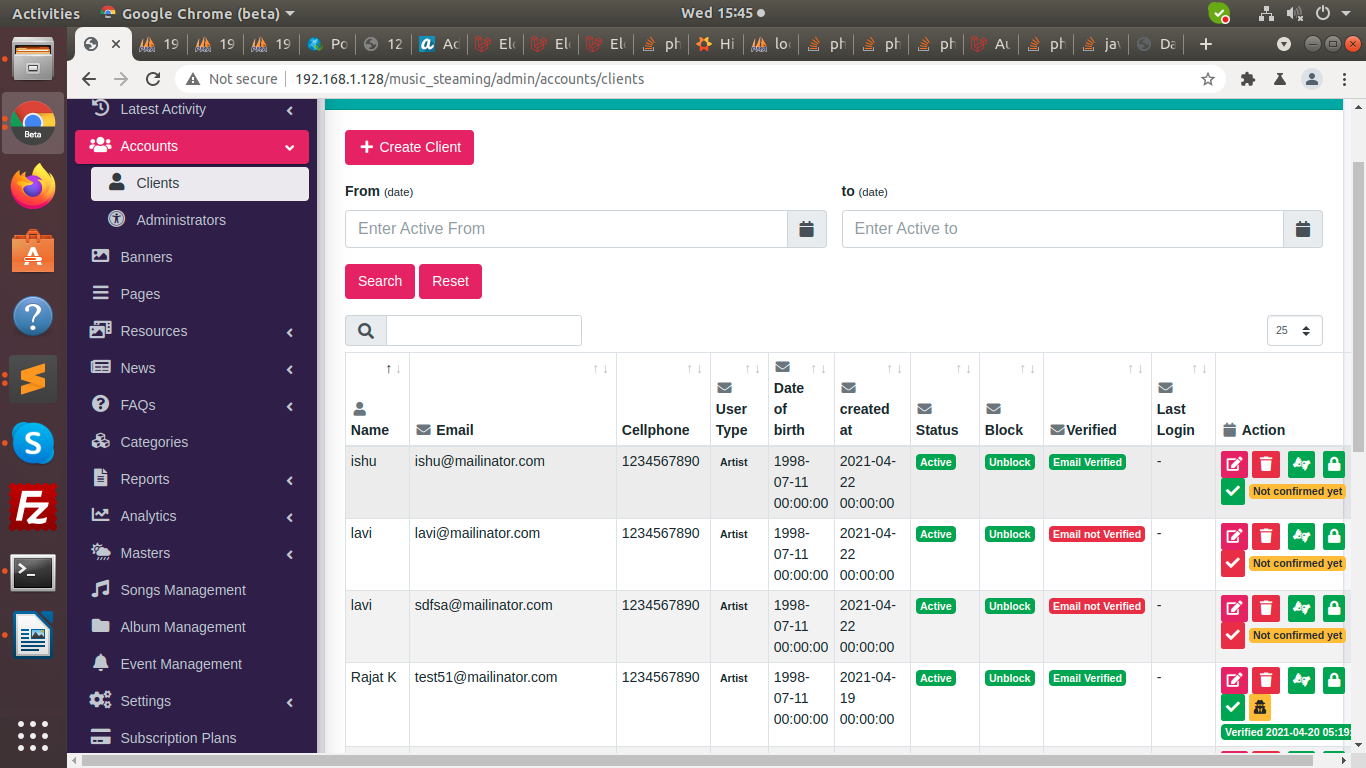 Activities
Google Chrome (beta)
Wed 15:45
19
19
19
Po
12
Ac
Elo
Elo
Elo
ph
Hi
loc
ph
ph
ph
Au
ph
jav
Da
Not secure
192.168.1.128/music_steaming/admin/accounts/clients
Beta
Latest Activity
Accounts
Clients
Administrators
Banners
Pages
Resources
News
FAQs
Categories
Reports
Analytics
Masters
Songs Management
Album Management
Event Management
Settings
Subscription Plans
Create Client
From (date)
to (date)
Enter Active From
Enter Active to
Search Reset
25
Name
Email
Cellphone
User Type
Date of birth
created at
Status
Block
Verified
Last Login
Action
ishu ishu@mailinator.com 1234567890 Artist 1998-07-11 00:00:00 2021-04-22 00:00:00 Active Unblock Email Verified -
Not confirmed yet
lavi lavi@mailinator.com 1234567890 Artist 1998-07-11 00:00:00 2021-04-22 00:00:00 Active Unblock Email not Verified -
Not confirmed yet
lavi sdfsa@mailinator.com 1234567890 Artist 1998-07-11 00:00:00 2021-04-22 00:00:00 Active Unblock Email not Verified -
Not confirmed yet
Rajat K test51@mailinator.com 1234567890 Artist 1998-07-11 00:00:00 2021-04-19 00:00:00 Active Unblock Email Verified -
Verified 2021-04-20 05:19: